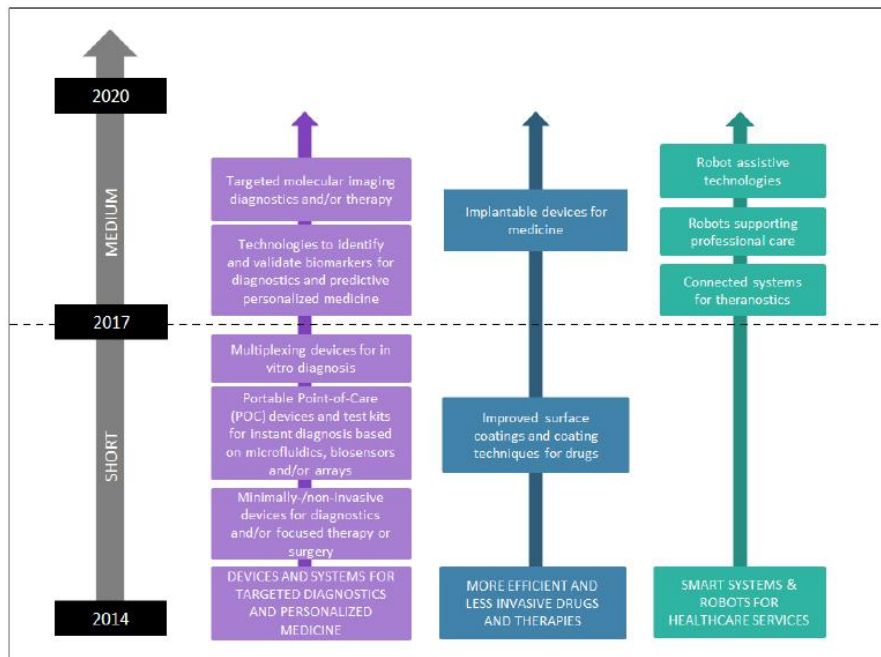 2020
MEDIUM
2017
SHORT
2014
Targeted molecular imaging
diagnostics and/or therapy
Technologies to identify
and validate biomarkers for
diagnostics and predictive
personalized medicine
Multiplexing devices for in
vitro diagnosis
Portable Point-of-Care
(POC) devices and test kits
for instant diagnosis based
on microfluidics, biosensors
and/or arrays
Minimally-/non-invasive
devices for diagnostics
and/or focused therapy or
surgery
DEVICES AND SYSTEMS FOR
TARGETED DIAGNOSTICS
AND PERSONALIZED
MEDICINE
Implantable devices for
medicine
Improved surface
coatings and coating
techniques for drugs
MORE EFFICIENT AND
LESS INVASIVE DRUGS
AND THERAPIES
Robot assistive
technologies
Robots supporting
professional care
Connected systems
for theranostics
SMART SYSTEMS &
ROBOTS FOR
HEALTHCARE SERVICES